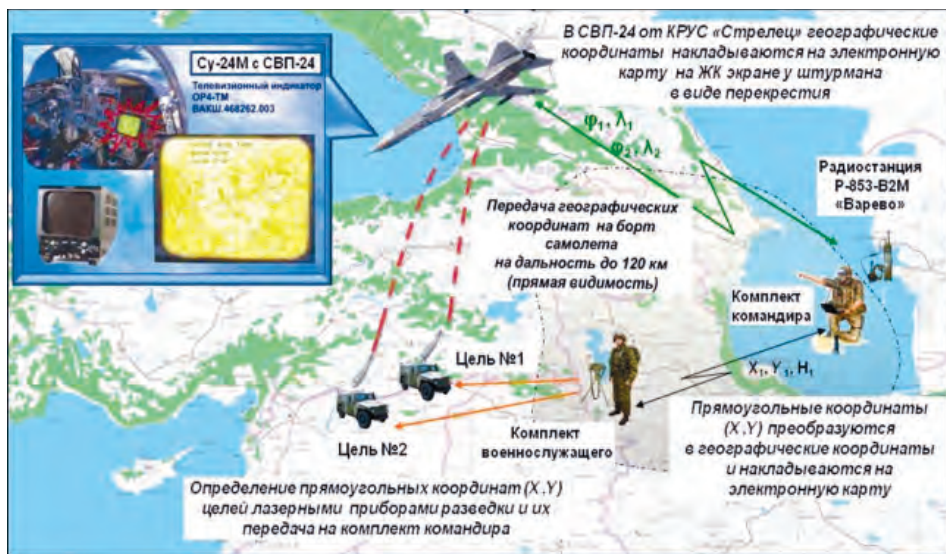 В СВП-24 от КРУС «Стрелец» географические
координаты накладываются на электронную
карту на ЖК экране у штурмана
в виде перекрестия
Су-24М с СВП-24
Телевизионный индикатор
ОР4-ТМ
ВАКШ.468262.003
φ₁, λ₁
φ₂, λ₂
Радиостанция
Р-853-В2М
«Варево»
Передача географических
координат на борт
самолета
на дальность до 120 км
(прямая видимость)
Комплект
командира
Цель №1
X₁, Y₁, H₁
Цель №2
Комплект
военнослужащего
Прямоугольные координаты
(X ,Y) преобразуются
в географические координаты
и накладываются на
электронную карту
Определение прямоугольных координат (X ,Y)
целей лазерными приборами разведки и их
передача на комплект командира